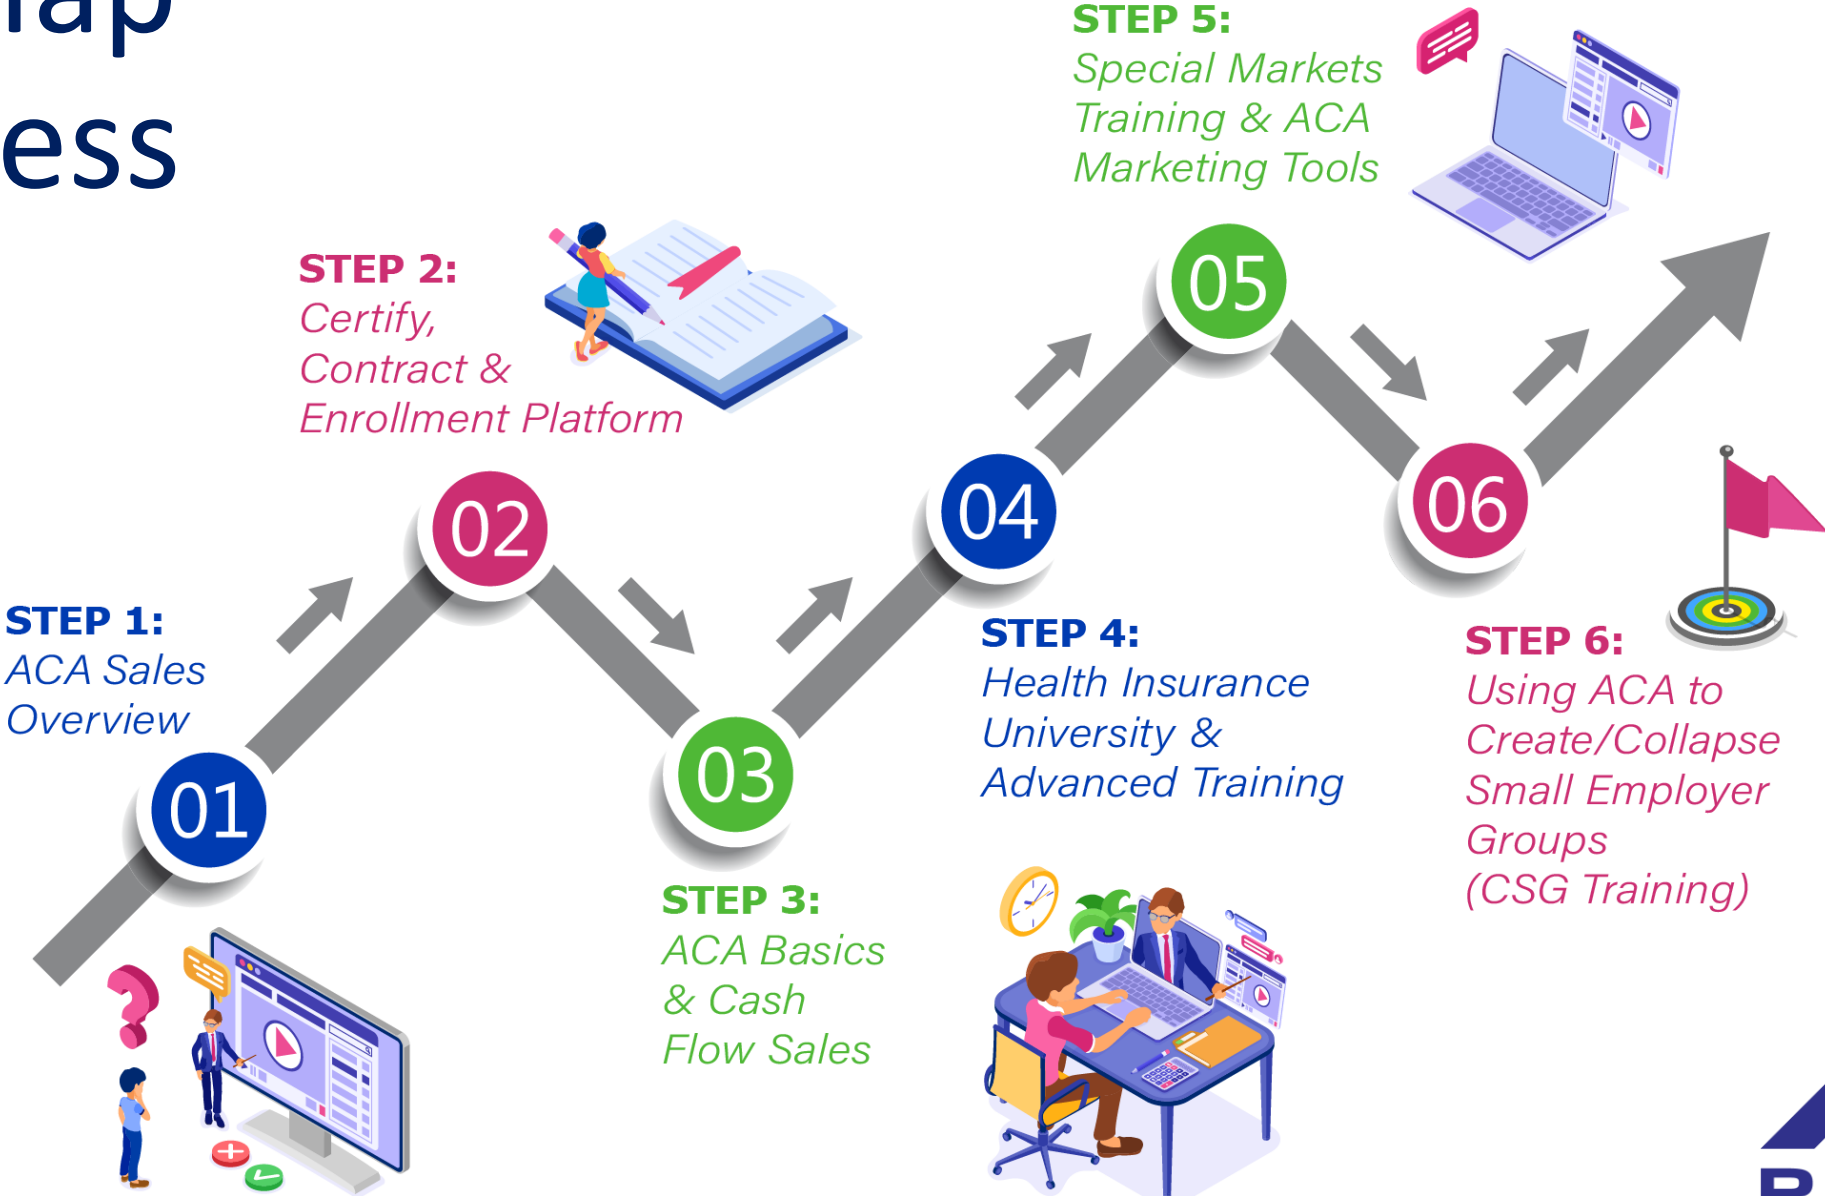 ess
STEP 5:
Special Markets
Training & ACA
Marketing Tools
STEP 2:
Certify,
Contract &
Enrollment Platform
05
02
04
06
STEP 1:
ACA Sales
Overview
01
03
STEP 4:
Health Insurance
University &
Advanced Training
STEP 6:
Using ACA to
Create/Collapse
Small Employer
Groups
(CSG Training)
STEP 3:
ACA Basics
& Cash
Flow Sales